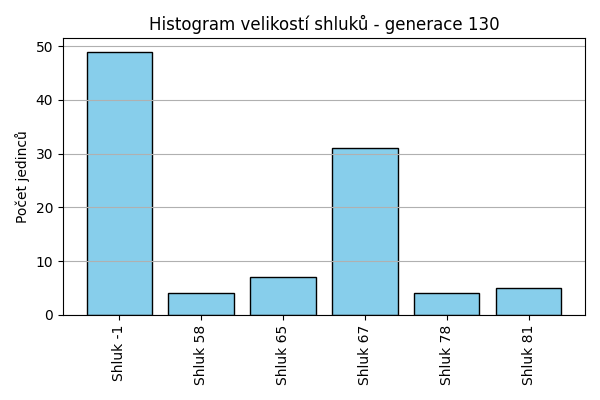 Histogram velikostí shluků - generace 130
50
40
30
20
10
0
Počet jedinců
Shluk -1
Shluk 58
Shluk 65
Shluk 67
Shluk 78
Shluk 81